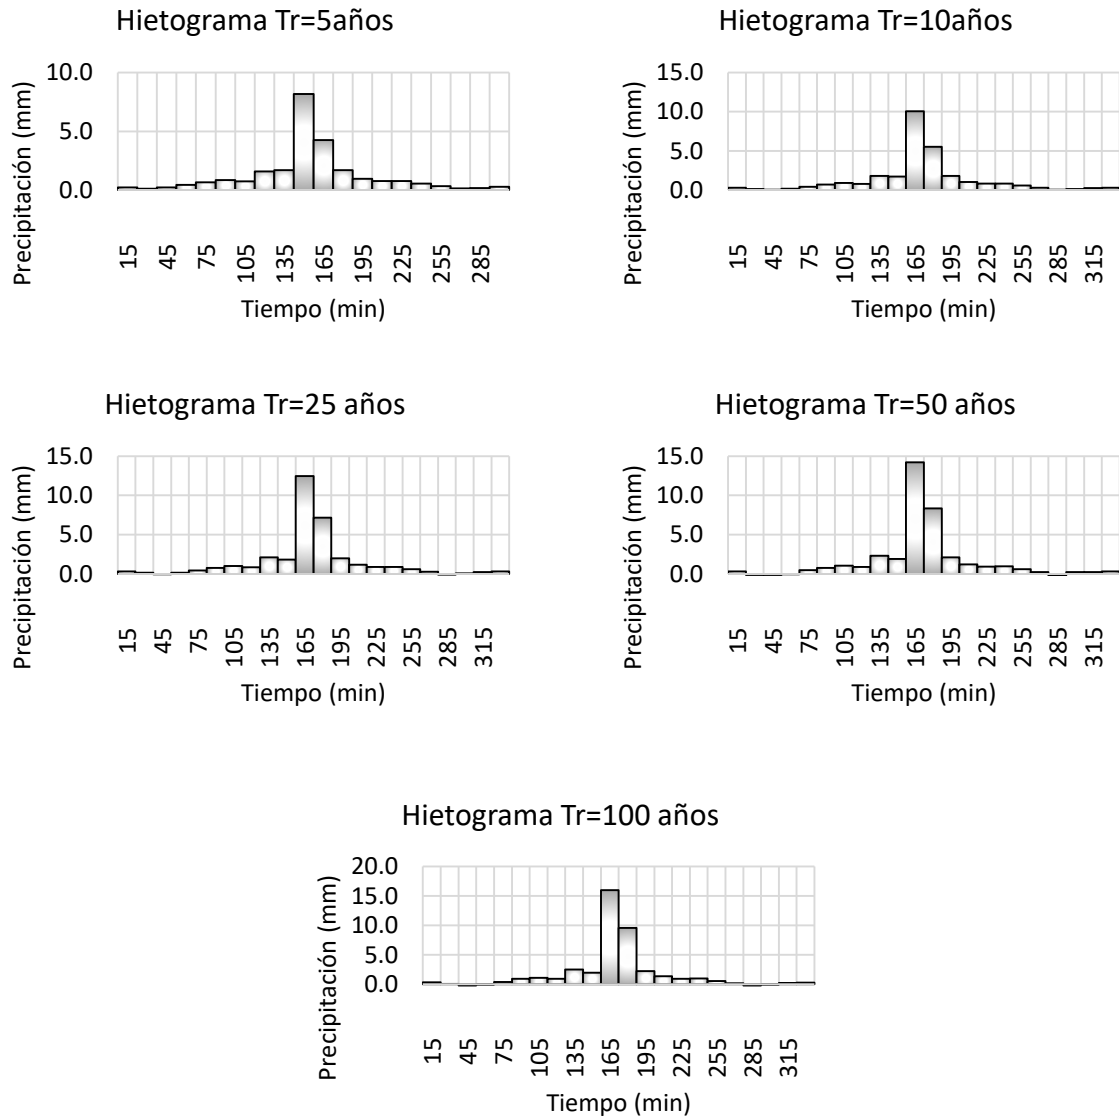 Hietograma Tr=5años
Precipitación (mm)
10.0
5.0
0.0
15 45 75 105 135 165 195 225 255 285
Tiempo (min)
Hietograma Tr=10años
Precipitación (mm)
15.0
10.0
5.0
0.0
15 45 75 105 135 165 195 225 255 285 315
Tiempo (min)
Hietograma Tr=25 años
Precipitación (mm)
15.0
10.0
5.0
0.0
15 45 75 105 135 165 195 225 255 285 315
Tiempo (min)
Hietograma Tr=50 años
Precipitación (mm)
15.0
10.0
5.0
0.0
15 45 75 105 135 165 195 225 255 285 315
Tiempo (min)
Hietograma Tr=100 años
Precipitación (mm)
20.0
15.0
10.0
5.0
0.0
15 45 75 105 135 165 195 225 255 285 315
Tiempo (min)